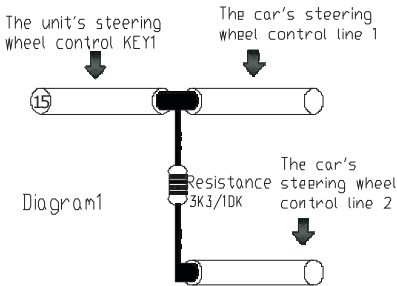 The unit's steering
wheel control KEY1
The car's steering
wheel control line 1
15
The car's
steering wheel
control line 2
Resistance
3K3/1DK
Diagram1